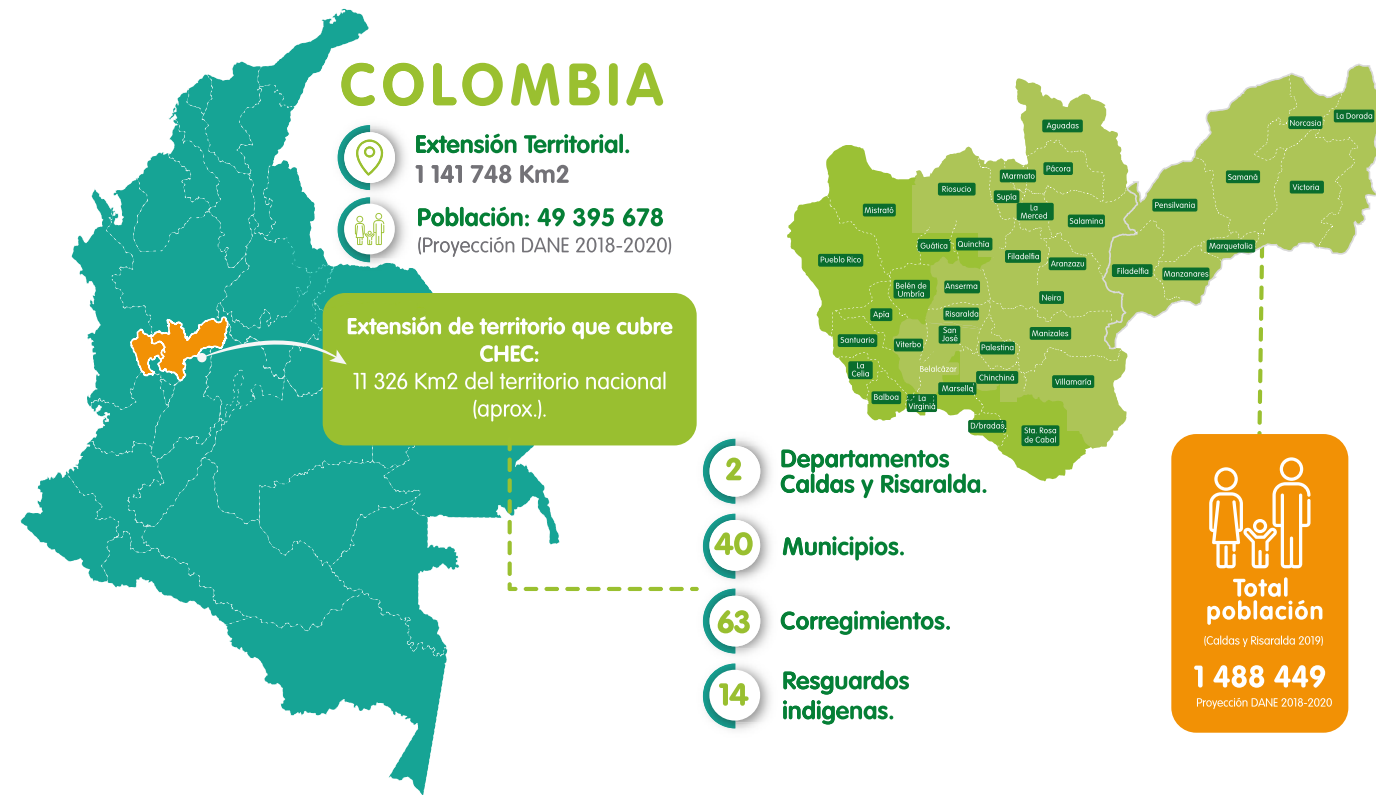 COLOMBIA
Extensión Territorial.
1 141 748 Km2
Población: 49 395 678
(Proyección DANE 2018-2020)
Extensión de territorio que cubre
CHEC:
11 326 Km2 del territorio nacional
(aprox.).
2
Departamentos
Caldas y Risaralda.
40
Municipios.
63
Corregimientos.
14
Resguardos
indigenas.
Aguadas
Norcasia
La Dorada
Marmato
Pácora
Riosucio
Samaná
Victoria
Supia
La
Merced
Pensilvania
Mistrató
Salamina
Guática
Quinchia
Marquetalia
Pueblo Rico
Filadelfia
Aranzazu
Filadelfia
Manzanares
Belén de
Umbría
Anserma
Neira
Apia
Risaralda
Santuario
Viterbo
San
José
Palestina
Manizales
La
Celia
Belalcázar
Chinchiná
Villamaría
Balboa
La
Virginiá
Marsella
D/bradas.
Sta. Rosa
de Cabal
Total
población
(Caldas y Risaralda 2019)
1 488 449
Proyección DANE 2018-2020